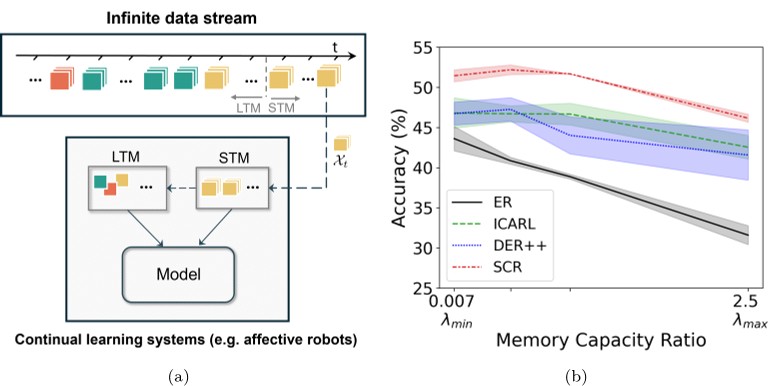 Infinite data stream
t
... ... ... ...
LTM STM
𝒳t
LTM STM
... ...
Model
Continual learning systems (e.g. affective robots)
(a)
Accuracy (%)
55
50
45
40
35
30
25
ER
ICARL
DER++
SCR
0.007 2.5
λmin λmax
Memory Capacity Ratio
(b)